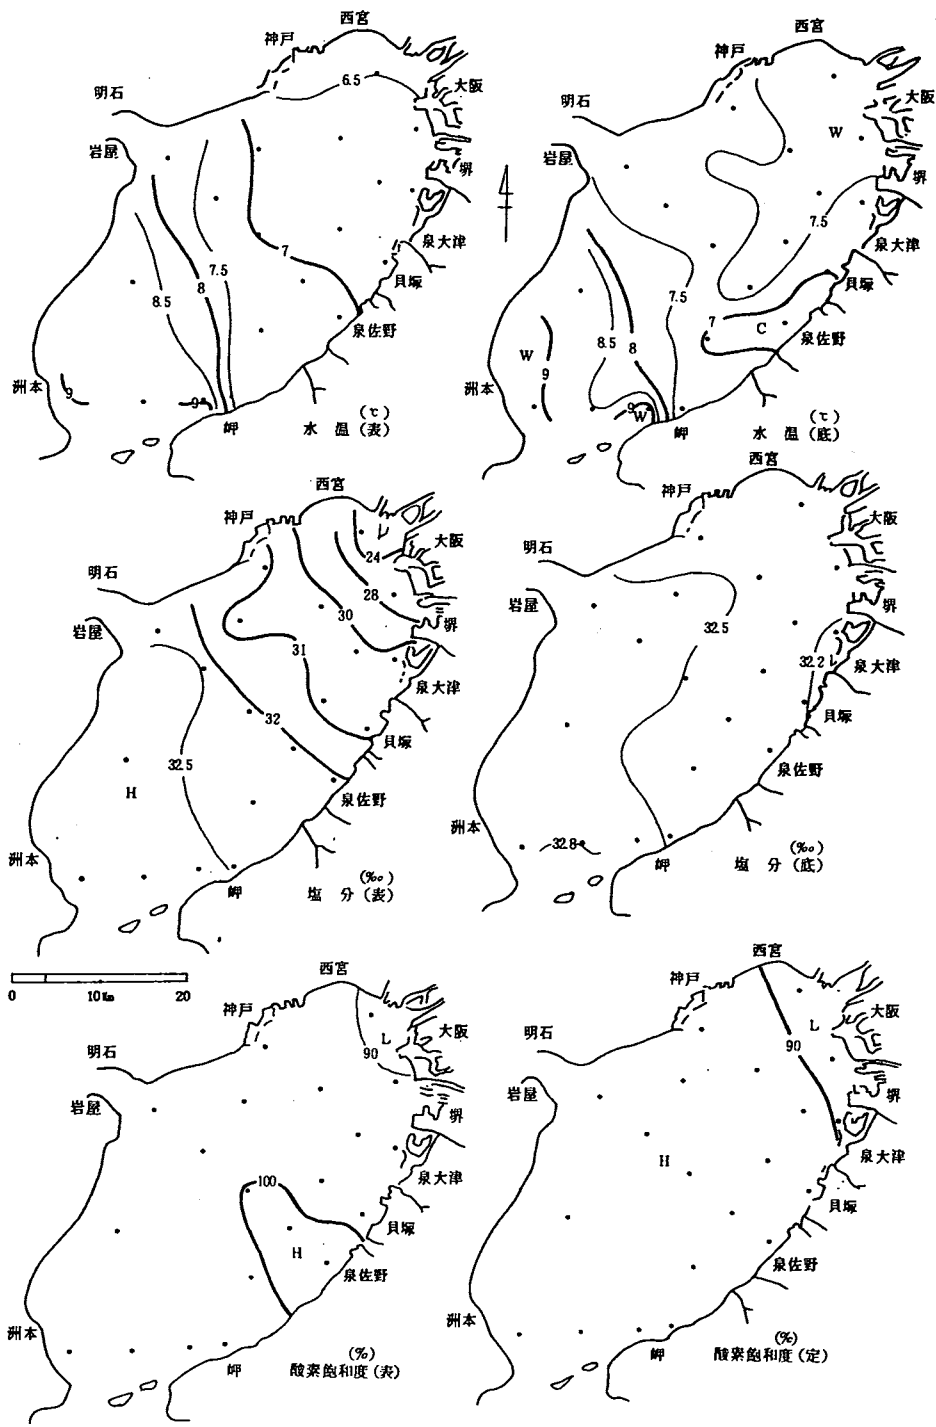 西宮
神戸
6.5
大阪
明石
岩屋
堺
7
泉大津
貝塚
7.5
8
8.5
泉佐野
9
洲本
9
岬
(℃)
水 温 (表)
西宮
神戸
明石
大阪
W
岩屋
堺
7.5
泉大津
貝塚
7.5
7
C
泉佐野
8.5
8
W
9
洲本
9
W
岬
(℃)
水 温 (底)
西宮
神戸
L
大阪
24
明石
28
30
堺
岩屋
31
泉大津
32
貝塚
32.5
H
泉佐野
洲本
岬
(‰)
塩 分 (表)
西宮
神戸
大阪
明石
岩屋
堺
32.5
32.2 L
泉大津
貝塚
泉佐野
洲本
32.8
岬
(‰)
塩 分 (底)
0 10Km 20
西宮
神戸
L
大阪
90
明石
岩屋
堺
泉大津
100
貝塚
H
泉佐野
洲本
岬
(%)
酸素飽和度 (表)
西宮
神戸
L
大阪
90
明石
岩屋
堺
H
泉大津
貝塚
泉佐野
洲本
岬
(%)
酸素飽和度 (定)